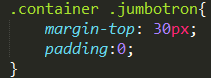 .container .jumbotron{
    margin-top: 30px;
    padding:0;
}